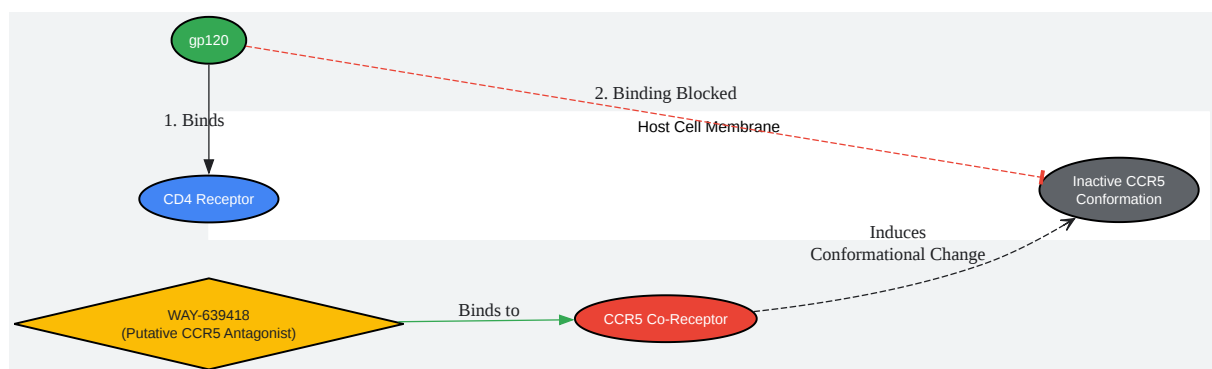 gp120
2. Binding Blocked
1. Binds
Host Cell Membrane
CD4 Receptor
Inactive CCR5
Conformation
Induces
Conformational Change
WAY-639418
(Putative CCR5 Antagonist)
Binds to
CCR5 Co-Receptor